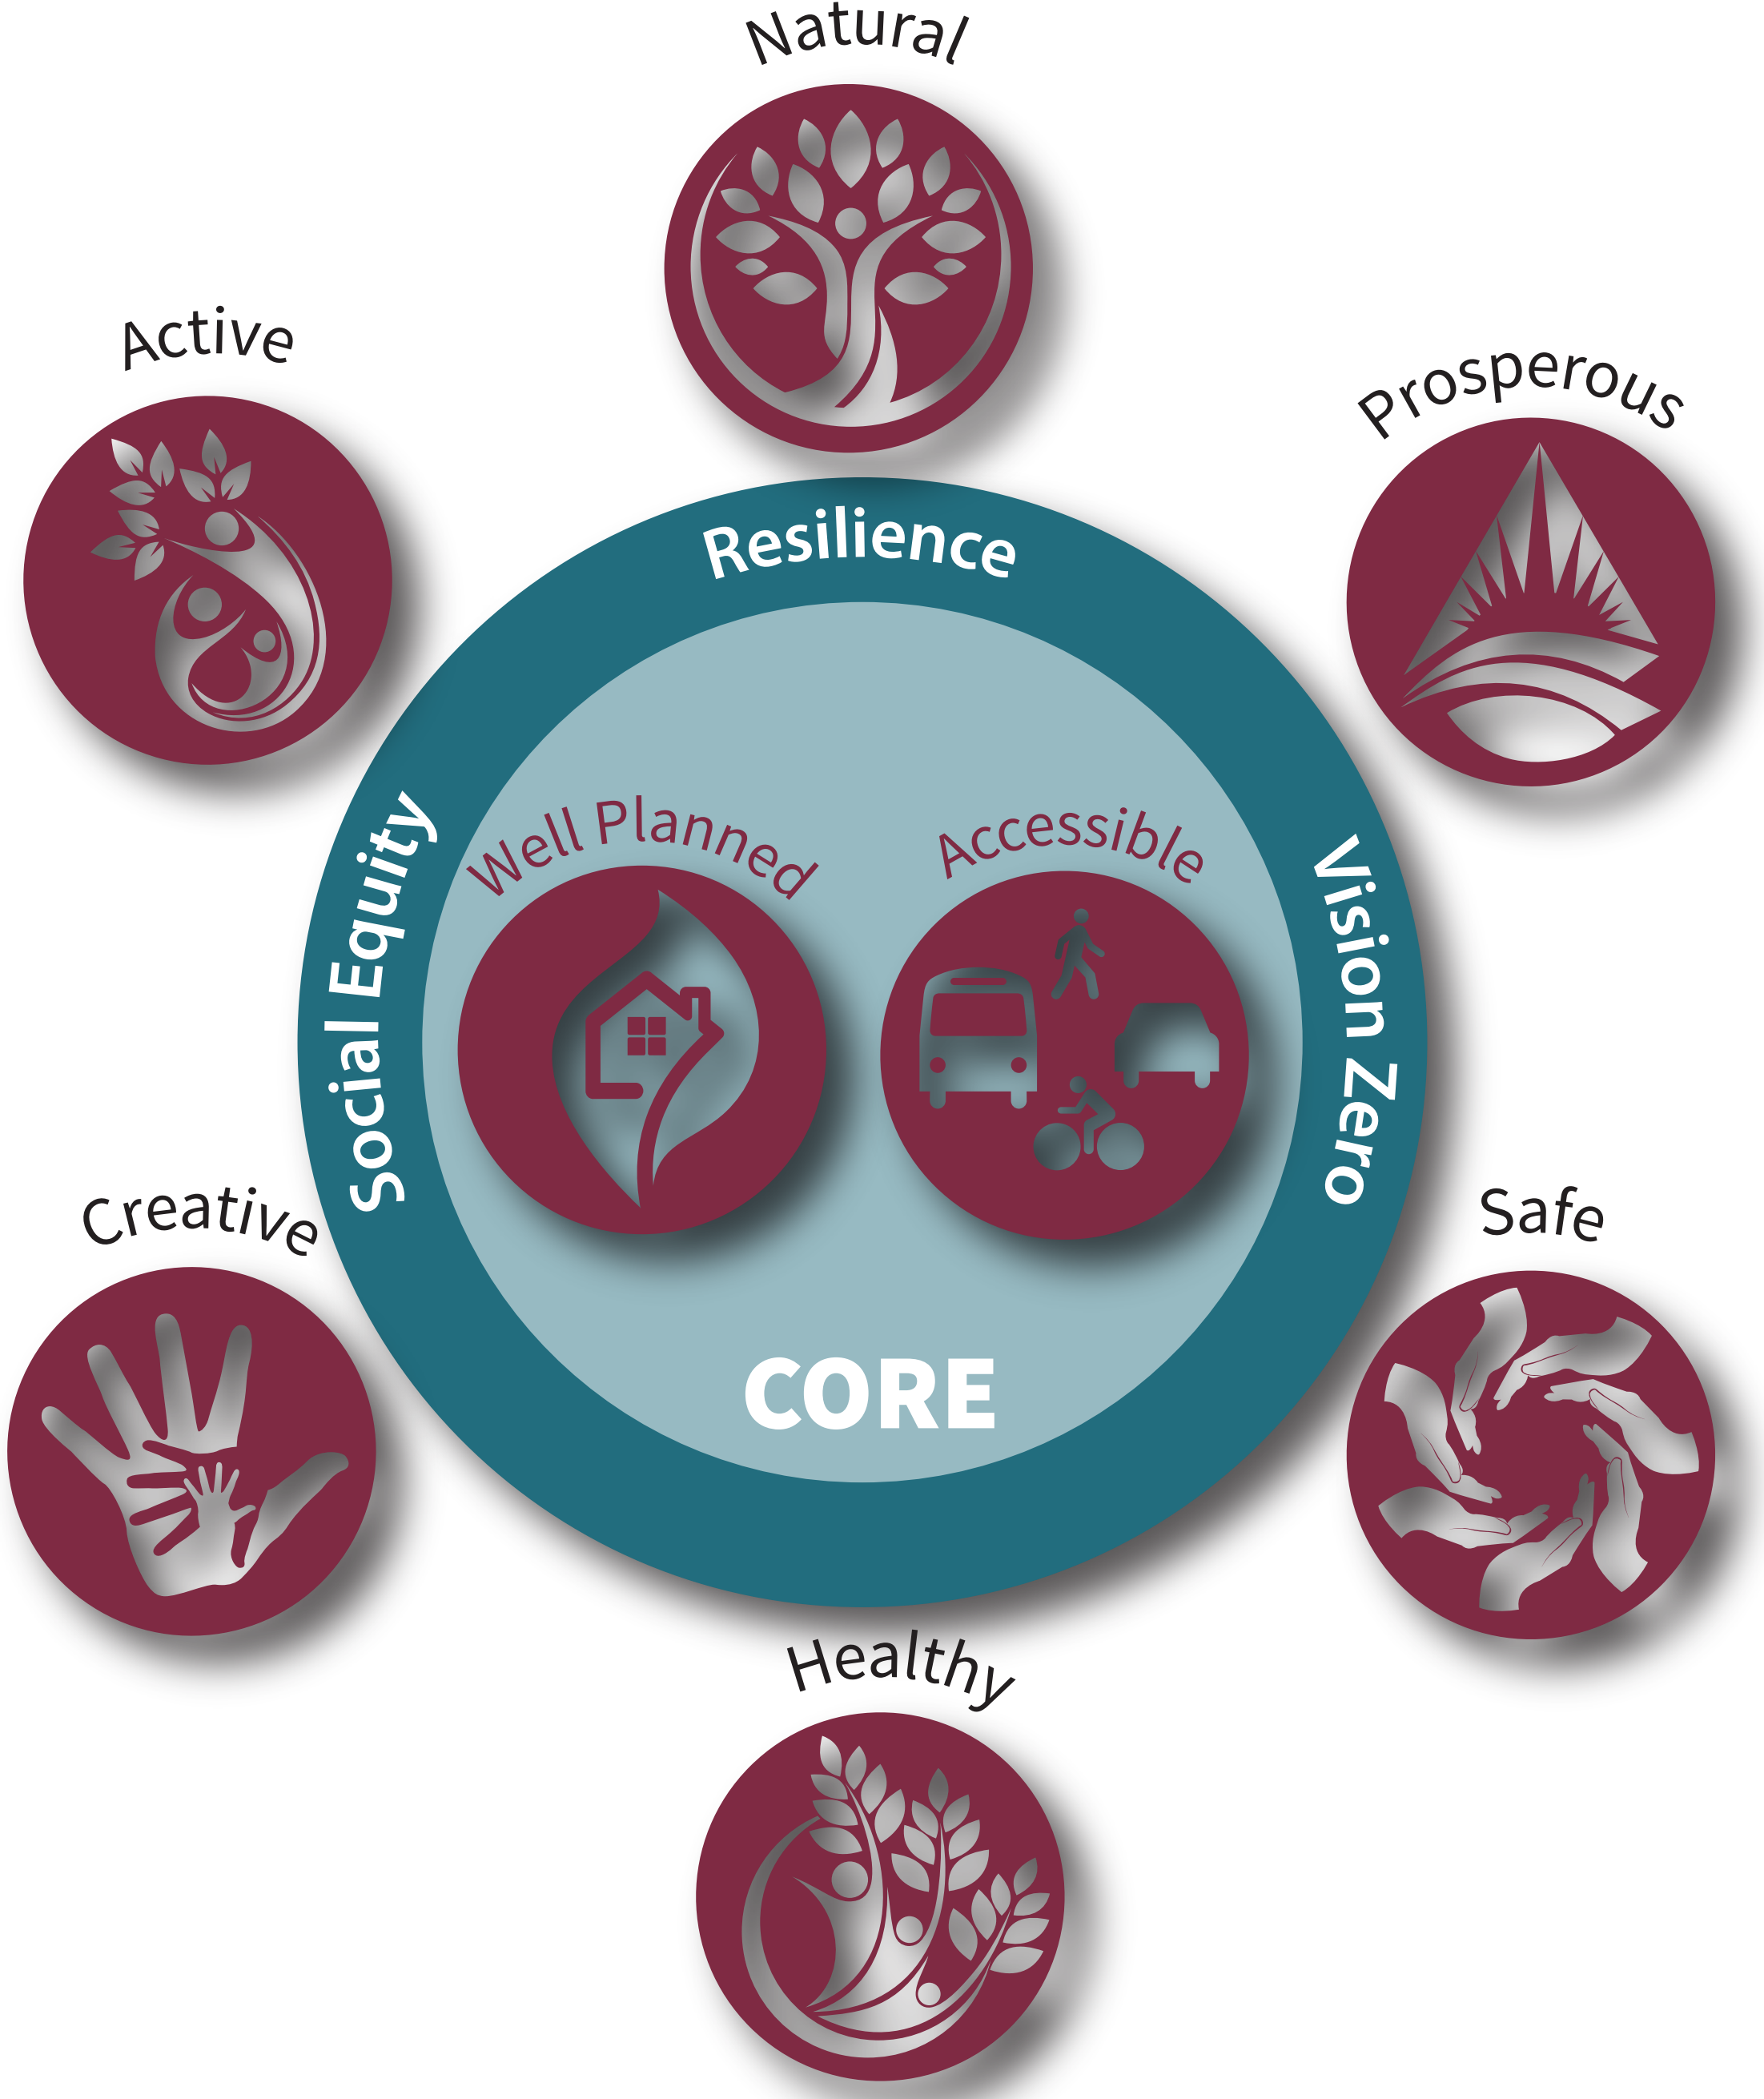 Natural
Active
Prosperous
Resilience
Social Equity
Well Planned
Accessible
Vision Zero
Creative
Safe
CORE
Healthy